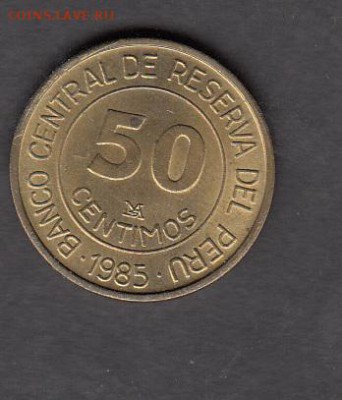 COINS.SAVE.RU
BANCO CENTRAL DE RESERVA DEL PERU
50
CENTIMOS
· 1985 ·